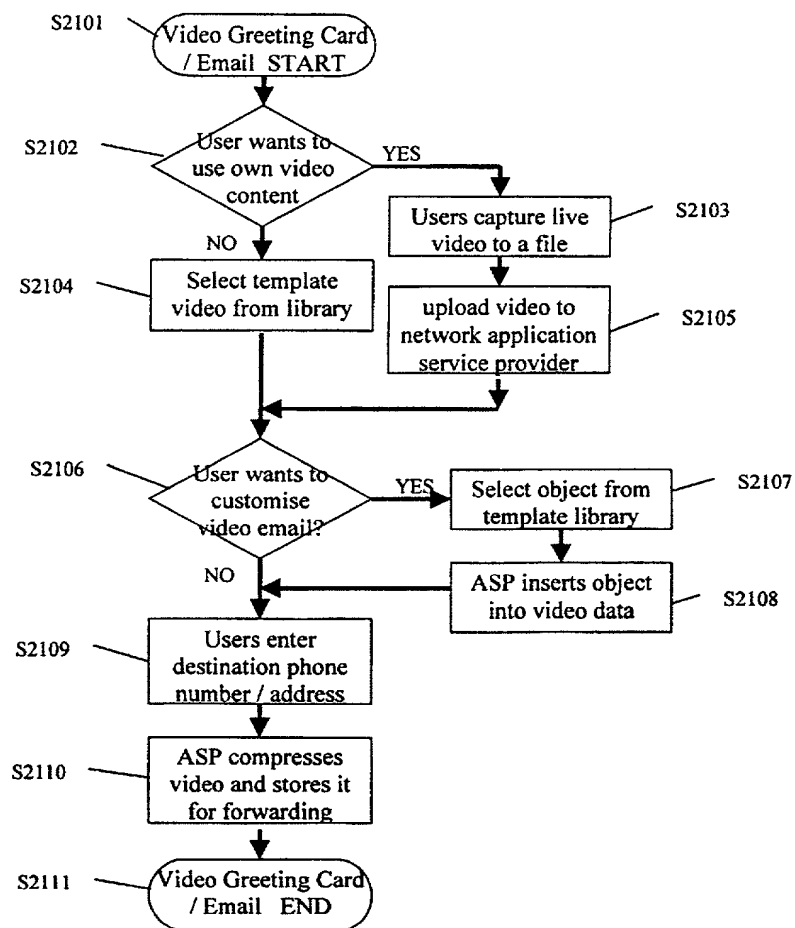 S2101
Video Greeting Card
/ Email START
S2102
User wants to
use own video
content
YES
NO
Users capture live
video to a file
S2103
S2104
Select template
video from library
upload video to
network application
service provider
S2105
S2106
User wants to
customise
video email?
YES
NO
Select object from
template library
S2107
ASP inserts object
into video data
S2108
S2109
Users enter
destination phone
number / address
S2110
ASP compresses
video and stores it
for forwarding
S2111
Video Greeting Card
/ Email END